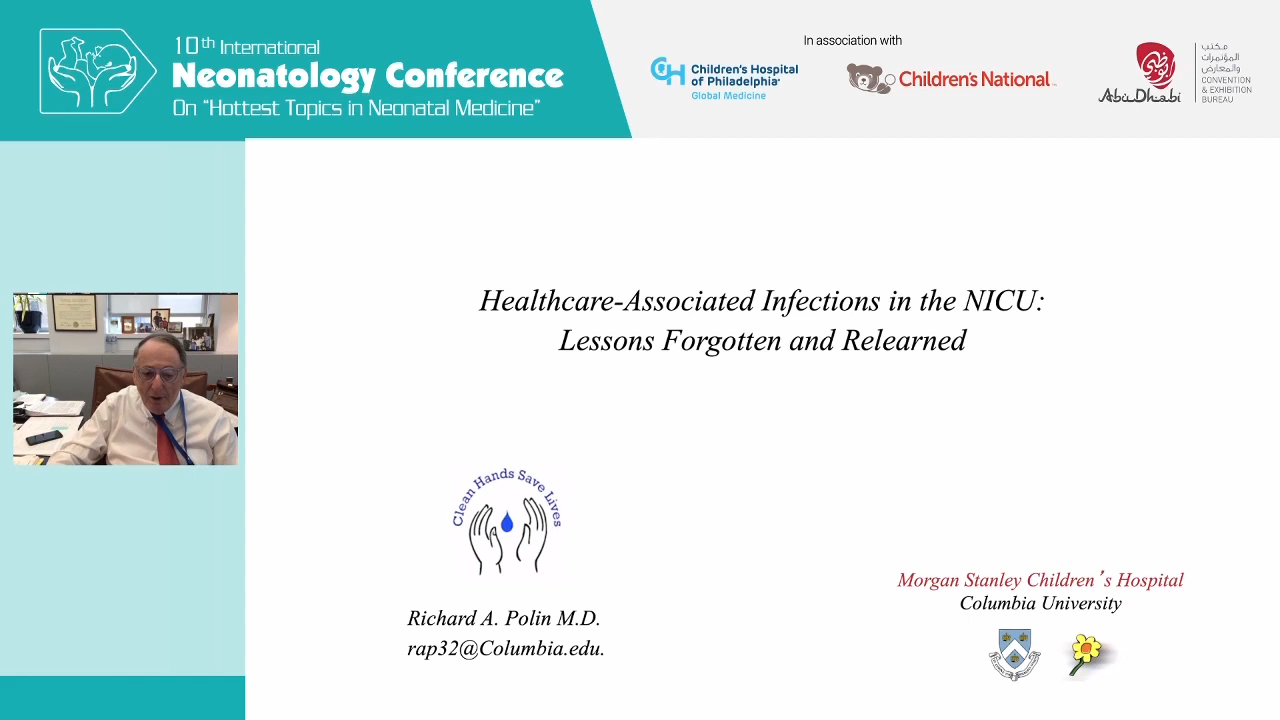 10th International
Neonatology Conference
On "Hottest Topics in Neonatal Medicine"
In association with
Children's Hospital
of Philadelphia
Global Medicine
Children's National
Abu Dhabi
أبوظبي
مكتب
المؤتمرات
والمعارض
CONVENTION
& EXHIBITION
BUREAU
Healthcare-Associated Infections in the NICU:
Lessons Forgotten and Relearned
Clean Hands Save Lives
Richard A. Polin M.D.
rap32@Columbia.edu.
Morgan Stanley Children's Hospital
Columbia University